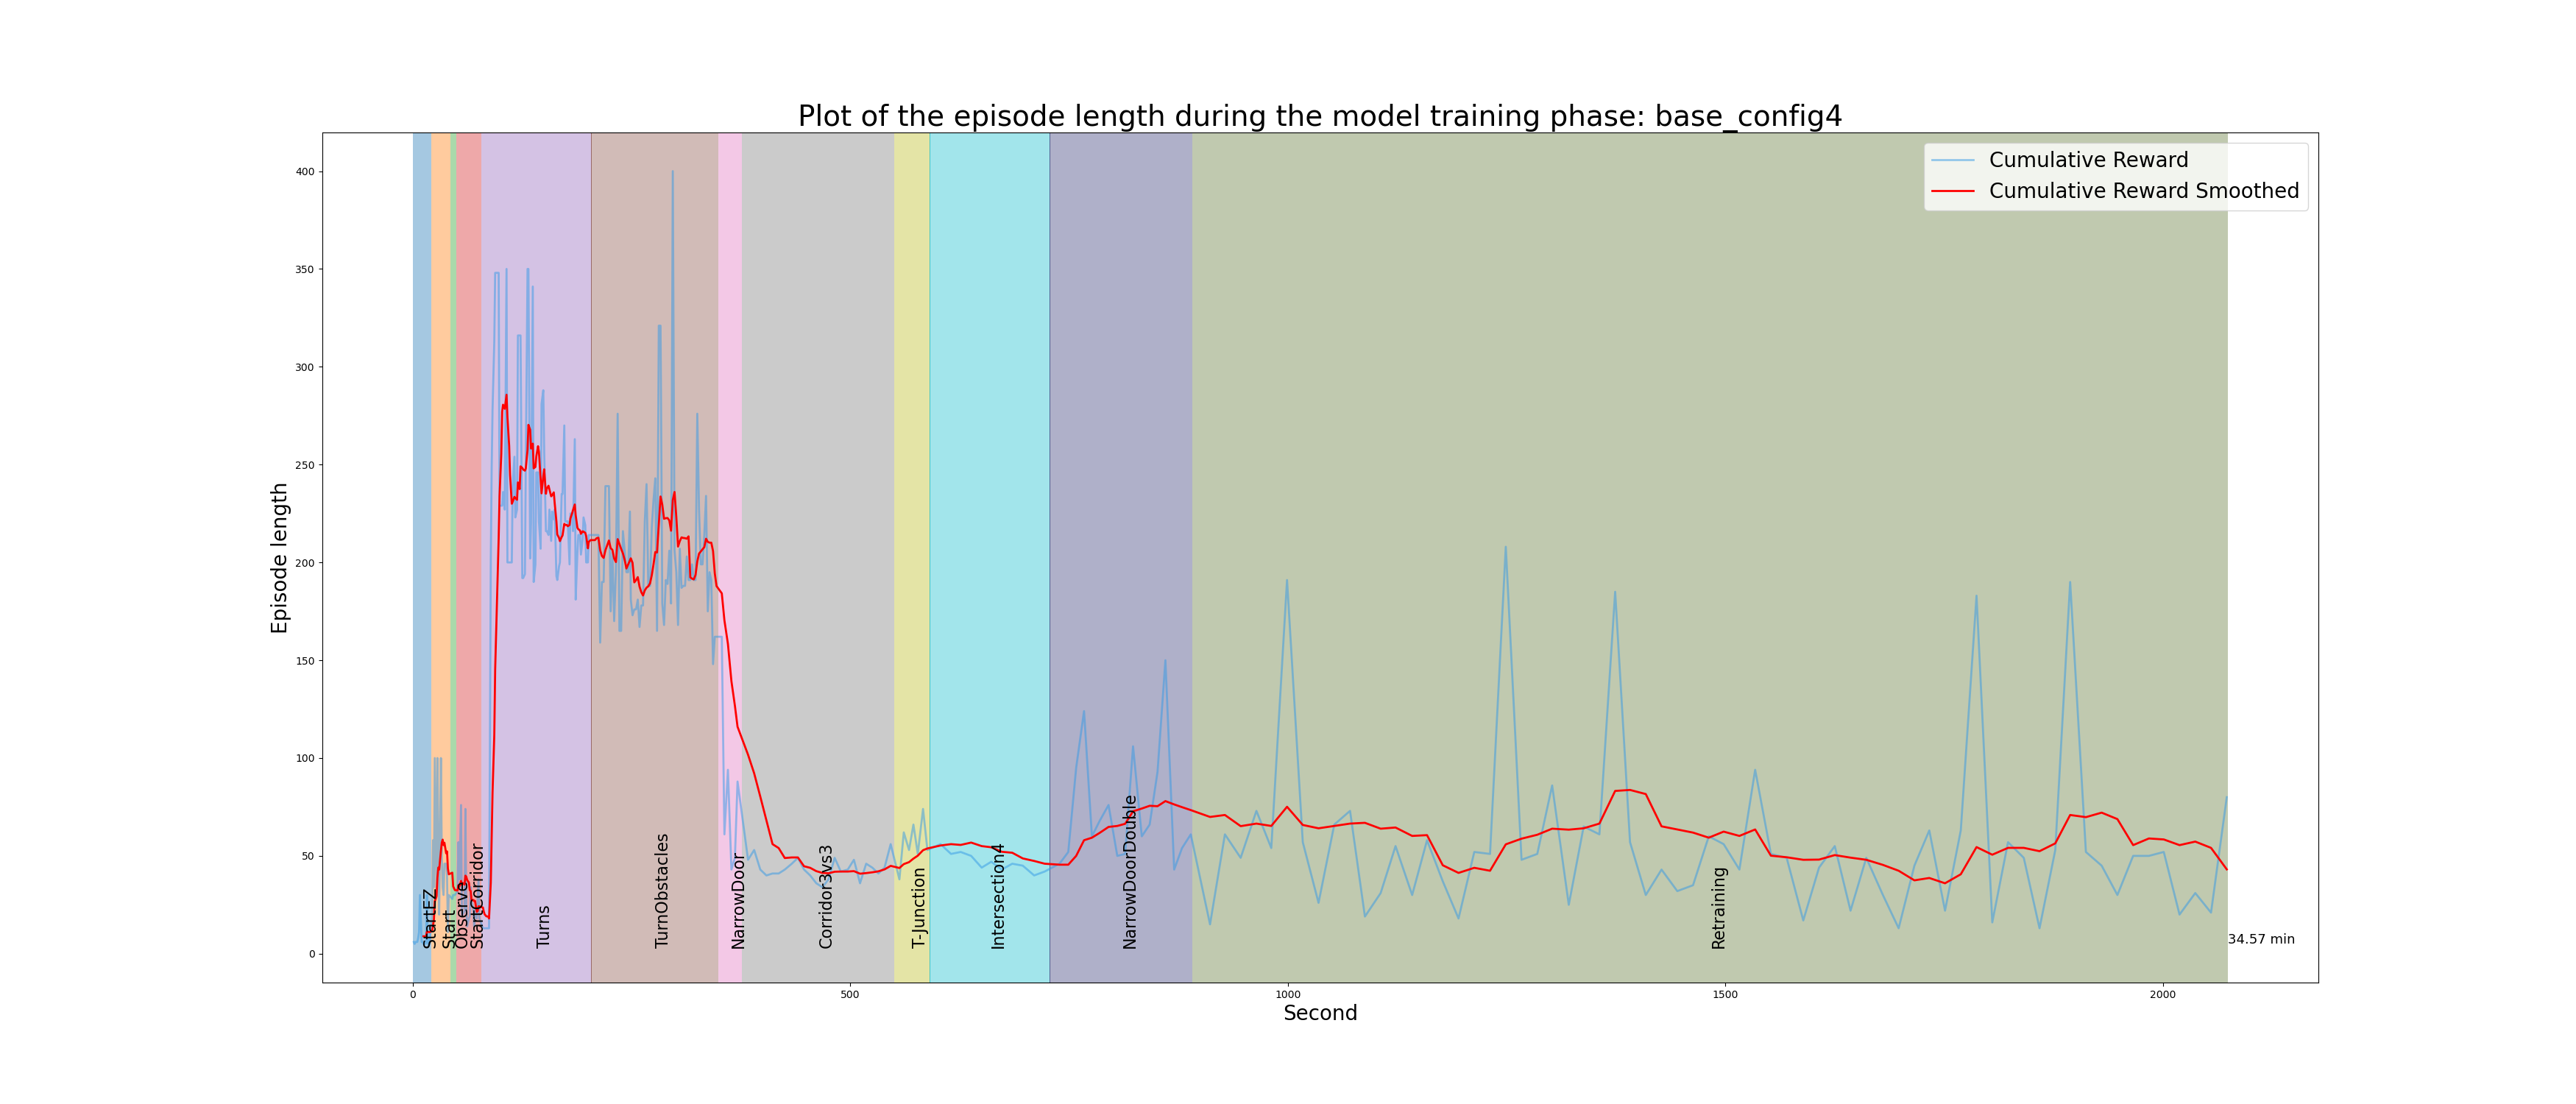 Plot of the episode length during the model training phase: base_config4
Cumulative Reward
Cumulative Reward Smoothed
Episode length
400
350
300
250
200
150
100
50
0
StartEZ
Start
Observe
StartCorridor
Turns
TurnObstacles
NarrowDoor
Corridor3vs3
T-Junction
Intersection4
NarrowDoorDouble
Retraining
34.57 min
0
500
1000
1500
2000
Second